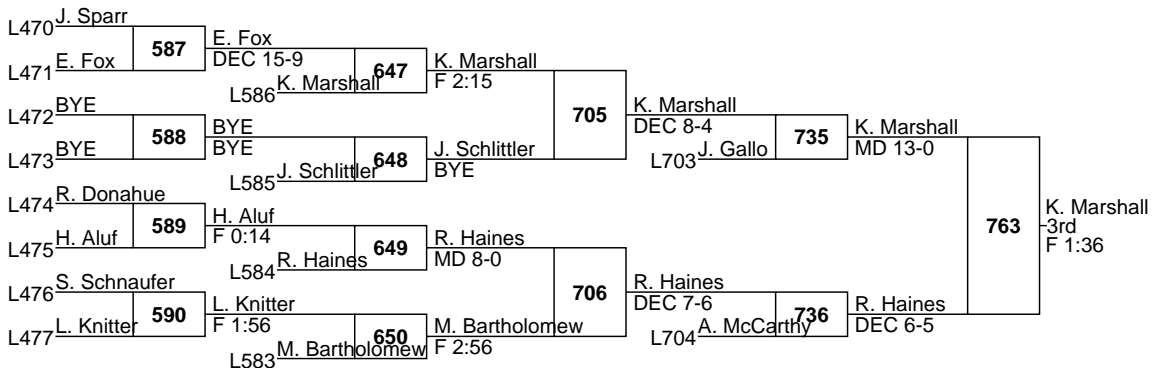 L470 J. Sparr
587
L471 E. Fox
E. Fox
DEC 15-9
647
L586 K. Marshall
K. Marshall
F 2:15
L472 BYE
588
L473 BYE
BYE
BYE
648
L585 J. Schlittler
J. Schlittler
BYE
705
K. Marshall
DEC 8-4
735
L703 J. Gallo
K. Marshall
MD 13-0
L474 R. Donahue
589
L475 H. Aluf
H. Aluf
F 0:14
649
L584 R. Haines
R. Haines
MD 8-0
L476 S. Schnaufer
590
L477 L. Knitter
L. Knitter
F 1:56
650
L583 M. Bartholomew
M. Bartholomew
F 2:56
706
R. Haines
DEC 7-6
736
L704 A. McCarthy
R. Haines
DEC 6-5
763
K. Marshall
3rd
F 1:36